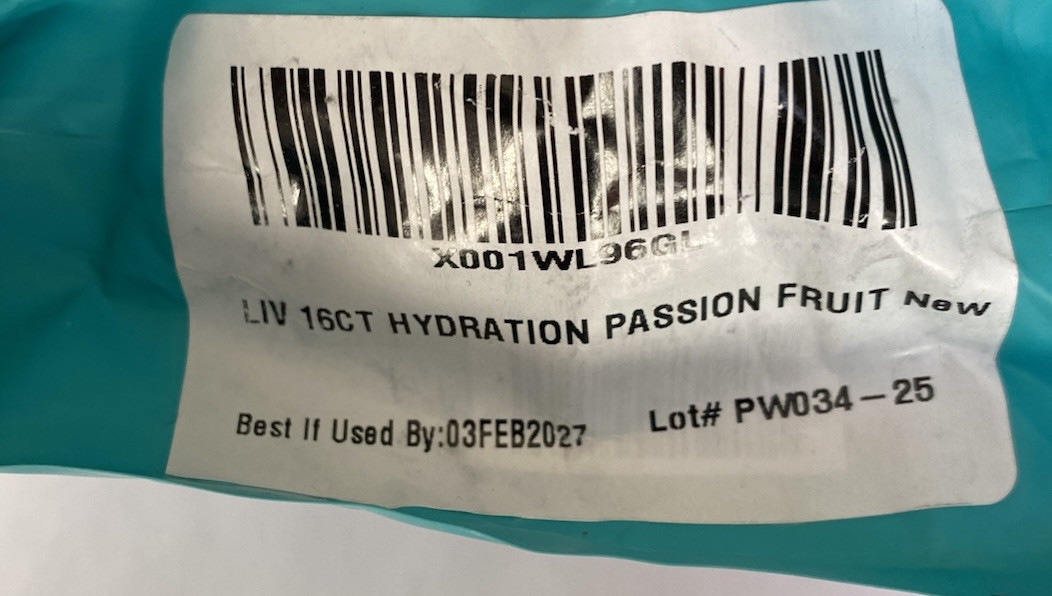 X001WL96GL
LIV 16CT HYDRATION PASSION FRUIT New
Best If Used By:03FEB2027
Lot# PW034-25